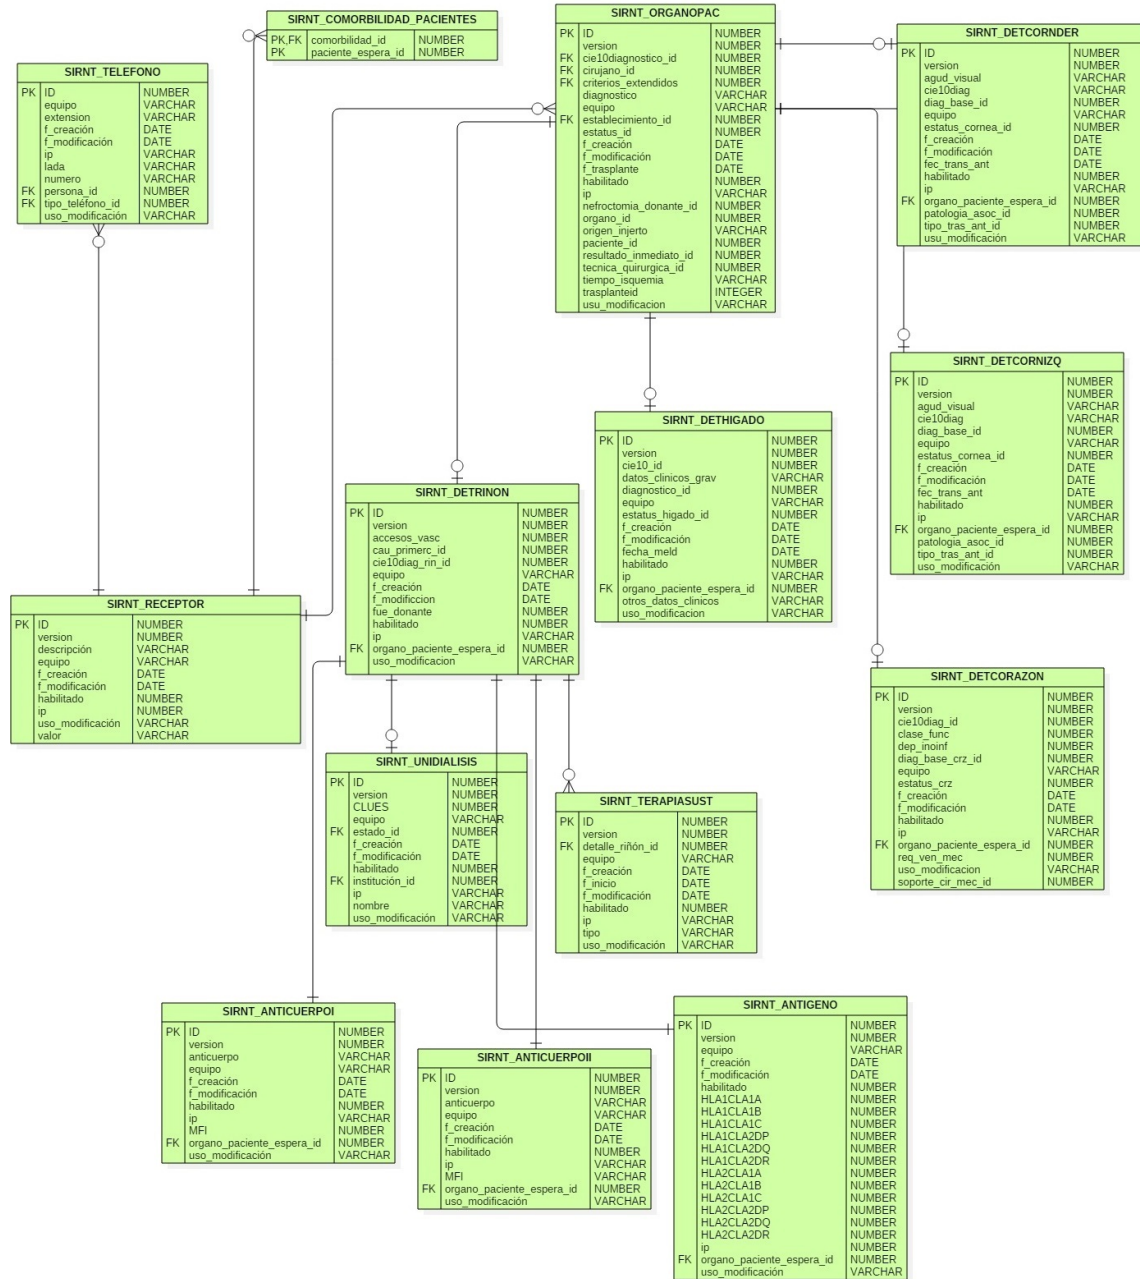 SIRNT_COMORBILIDAD_PACIENTES
PK,FK comorbilidad_id NUMBER
PK paciente_espera_id NUMBER
SIRNT_TELEFONO
PK ID NUMBER
equipo VARCHAR
extension VARCHAR
f_creación DATE
f_modificación DATE
ip VARCHAR
lada VARCHAR
numero VARCHAR
FK persona_id NUMBER
FK tipo_teléfono_id NUMBER
uso_modificación VARCHAR
SIRNT_ORGANOPAC
PK ID NUMBER
version NUMBER
FK cie10diagnostico_id NUMBER
FK cirujano_id NUMBER
FK criterios_extendidos NUMBER
diagnostico VARCHAR
equipo VARCHAR
FK establecimiento_id NUMBER
estatus_id NUMBER
f_creación DATE
f_modificación DATE
f_trasplante DATE
habilitado NUMBER
ip VARCHAR
nefroctomia_donante_id NUMBER
organo_id NUMBER
origen_injerto VARCHAR
paciente_id NUMBER
resultado_inmediato_id NUMBER
tecnica_quirurgica_id NUMBER
tiempo_isquemia VARCHAR
trasplanteid INTEGER
usu_modificacion VARCHAR
SIRNT_DETCORNDER
PK ID NUMBER
version NUMBER
agud_visual VARCHAR
cie10diag VARCHAR
diag_base_id NUMBER
equipo VARCHAR
estatus_cornea_id NUMBER
f_creación DATE
f_modificación DATE
fec_trans_ant DATE
habilitado NUMBER
ip VARCHAR
FK organo_paciente_espera_id NUMBER
patologia_asoc_id NUMBER
tipo_tras_ant_id NUMBER
usu_modificación VARCHAR
SIRNT_DETCORNIZQ
PK ID NUMBER
version NUMBER
agud_visual VARCHAR
cie10diag VARCHAR
diag_base_id NUMBER
equipo VARCHAR
estatus_cornea_id NUMBER
f_creación DATE
f_modificación DATE
fec_trans_ant DATE
habilitado NUMBER
ip VARCHAR
FK organo_paciente_espera_id NUMBER
patologia_asoc_id NUMBER
tipo_tras_ant_id NUMBER
uso_modificación VARCHAR
SIRNT_DETHIGADO
PK ID NUMBER
version NUMBER
cie10_id NUMBER
datos_clinicos_grav VARCHAR
diagnostico_id NUMBER
equipo VARCHAR
estatus_higado_id NUMBER
f_creación DATE
f_modificación DATE
fecha_meld DATE
habilitado NUMBER
ip VARCHAR
FK organo_paciente_espera_id NUMBER
otros_datos_clinicos VARCHAR
uso_modificacion VARCHAR
SIRNT_DETRINON
PK ID NUMBER
version NUMBER
accesos_vasc NUMBER
cau_primerc_id NUMBER
cie10diag_rin_id NUMBER
equipo VARCHAR
f_creación DATE
f_modificcion DATE
fue_donante NUMBER
habilitado NUMBER
ip VARCHAR
FK organo_paciente_espera_id NUMBER
uso_modificacion VARCHAR
SIRNT_RECEPTOR
PK ID NUMBER
version NUMBER
descripción VARCHAR
equipo VARCHAR
f_creación DATE
f_modificación DATE
habilitado NUMBER
ip NUMBER
uso_modificación VARCHAR
valor VARCHAR
SIRNT_DETCORAZON
PK ID NUMBER
version NUMBER
cie10diag_id NUMBER
clase_func NUMBER
dep_inoinf NUMBER
diag_base_crz_id NUMBER
equipo VARCHAR
estatus_crz NUMBER
f_creación DATE
f_modificación DATE
habilitado NUMBER
ip VARCHAR
FK organo_paciente_espera_id NUMBER
req_ven_mec NUMBER
uso_modificacion VARCHAR
soporte_cir_mec_id NUMBER
SIRNT_UNIDIALISIS
PK ID NUMBER
version NUMBER
CLUES NUMBER
equipo VARCHAR
FK estado_id NUMBER
f_creación DATE
f_modificación DATE
habilitado NUMBER
FK institución_id NUMBER
ip VARCHAR
nombre VARCHAR
uso_modificación VARCHAR
SIRNT_TERAPIASUST
PK ID NUMBER
version NUMBER
FK detalle_riñón_id NUMBER
equipo VARCHAR
f_creación DATE
f_inicio DATE
f_modificación DATE
habilitado NUMBER
ip VARCHAR
tipo VARCHAR
uso_modificación VARCHAR
SIRNT_ANTICUERPOI
PK ID NUMBER
version NUMBER
anticuerpo VARCHAR
equipo VARCHAR
f_creación DATE
f_modificación DATE
habilitado NUMBER
ip VARCHAR
MFI NUMBER
FK organo_paciente_espera_id NUMBER
uso_modificación VARCHAR
SIRNT_ANTICUERPOII
PK ID NUMBER
version NUMBER
anticuerpo VARCHAR
equipo VARCHAR
f_creación DATE
f_modificación DATE
habilitado NUMBER
ip VARCHAR
MFI VARCHAR
FK organo_paciente_espera_id NUMBER
uso_modificación VARCHAR
SIRNT_ANTIGENO
PK ID NUMBER
version NUMBER
equipo VARCHAR
f_creación DATE
f_modificación DATE
habilitado NUMBER
HLA1CLA1A NUMBER
HLA1CLA1B NUMBER
HLA1CLA1C NUMBER
HLA1CLA2DP NUMBER
HLA1CLA2DQ NUMBER
HLA1CLA2DR NUMBER
HLA2CLA1A NUMBER
HLA2CLA1B NUMBER
HLA2CLA1C NUMBER
HLA2CLA2DP NUMBER
HLA2CLA2DQ NUMBER
HLA2CLA2DR NUMBER
ip NUMBER
FK organo_paciente_espera_id NUMBER
uso_modificación VARCHAR